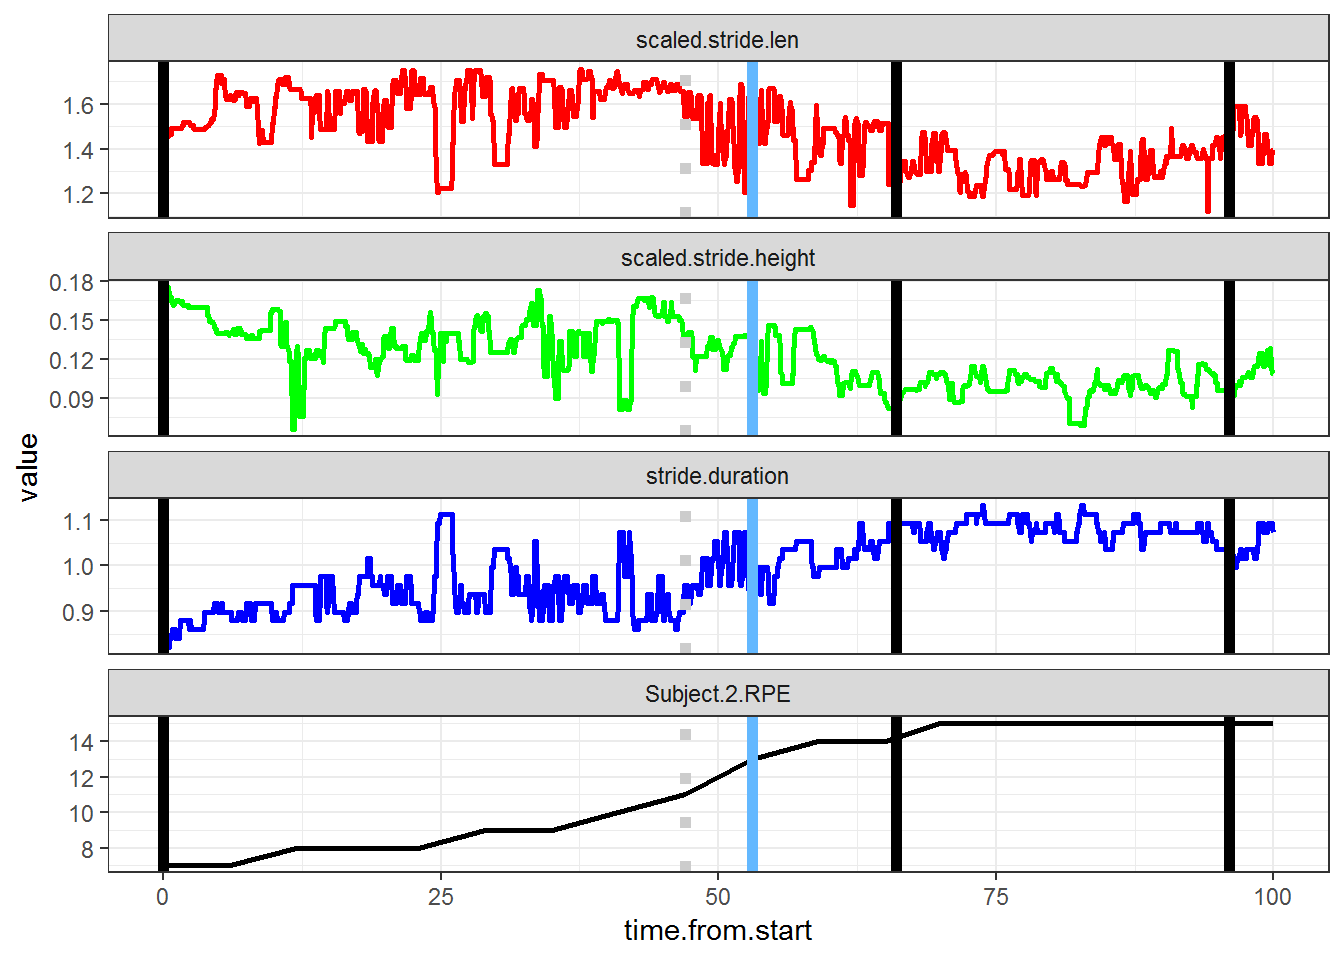 scaled.stride.len
1.6
1.4
1.2
scaled.stride.height
0.18
0.15
0.12
0.09
value
stride.duration
1.1
1.0
0.9
Subject.2.RPE
14
12
10
8
0 25 50 75 100
time.from.start